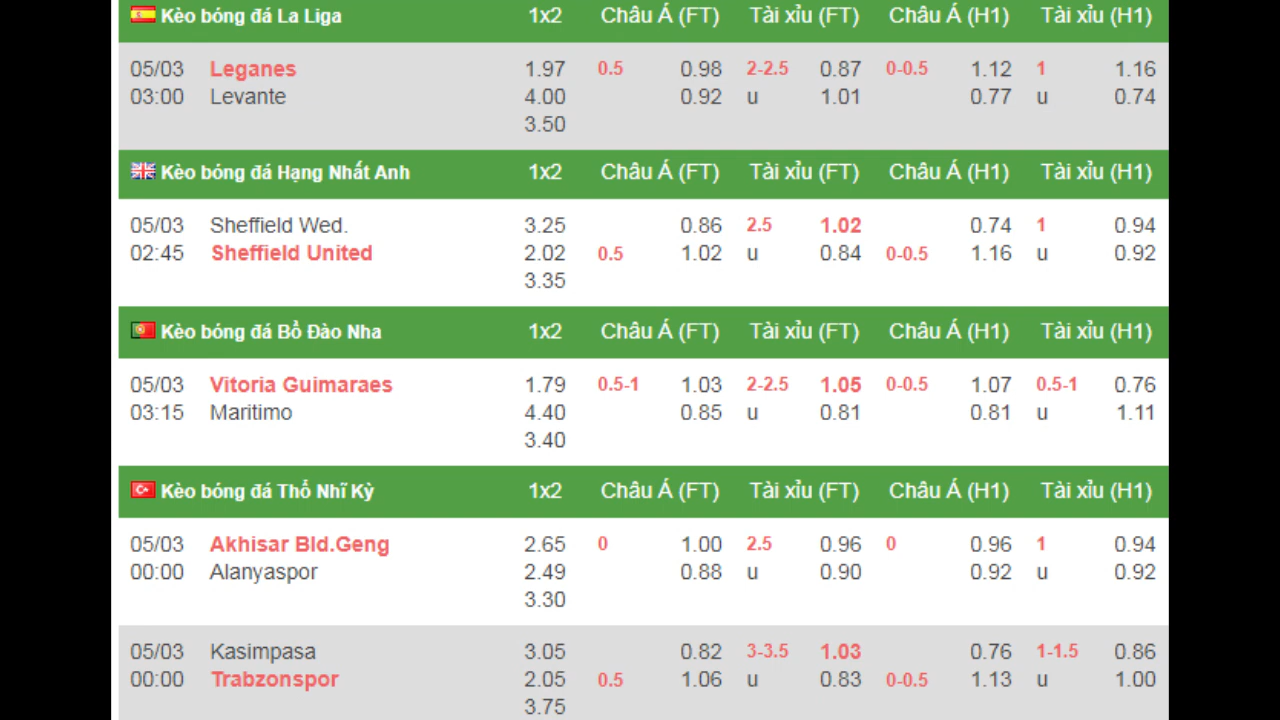 Kèo bóng đá La Liga 1x2 Châu Á (FT) Tài xỉu (FT) Châu Á (H1) Tài xỉu (H1)
05/03 Leganes 1.97 0.5 0.98 2-2.5 0.87 0-0.5 1.12 1 1.16
03:00 Levante 4.00 0.92 u 1.01 0.77 u 0.74
3.50
Kèo bóng đá Hạng Nhất Anh 1x2 Châu Á (FT) Tài xỉu (FT) Châu Á (H1) Tài xỉu (H1)
05/03 Sheffield Wed. 3.25 0.86 2.5 1.02 0.74 1 0.94
02:45 Sheffield United 2.02 0.5 1.02 u 0.84 0-0.5 1.16 u 0.92
3.35
Kèo bóng đá Bồ Đào Nha 1x2 Châu Á (FT) Tài xỉu (FT) Châu Á (H1) Tài xỉu (H1)
05/03 Vitoria Guimaraes 1.79 0.5-1 1.03 2-2.5 1.05 0-0.5 1.07 0.5-1 0.76
03:15 Maritimo 4.40 0.85 u 0.81 0.81 u 1.11
3.40
Kèo bóng đá Thổ Nhĩ Kỳ 1x2 Châu Á (FT) Tài xỉu (FT) Châu Á (H1) Tài xỉu (H1)
05/03 Akhisar Bld.Geng 2.65 0 1.00 2.5 0.96 0 0.96 1 0.94
00:00 Alanyaspor 2.49 0.88 u 0.90 0.92 u 0.92
3.30
05/03 Kasimpasa 3.05 0.82 3-3.5 1.03 0.76 1-1.5 0.86
00:00 Trabzonspor 2.05 0.5 1.06 u 0.83 0-0.5 1.13 u 1.00
3.75